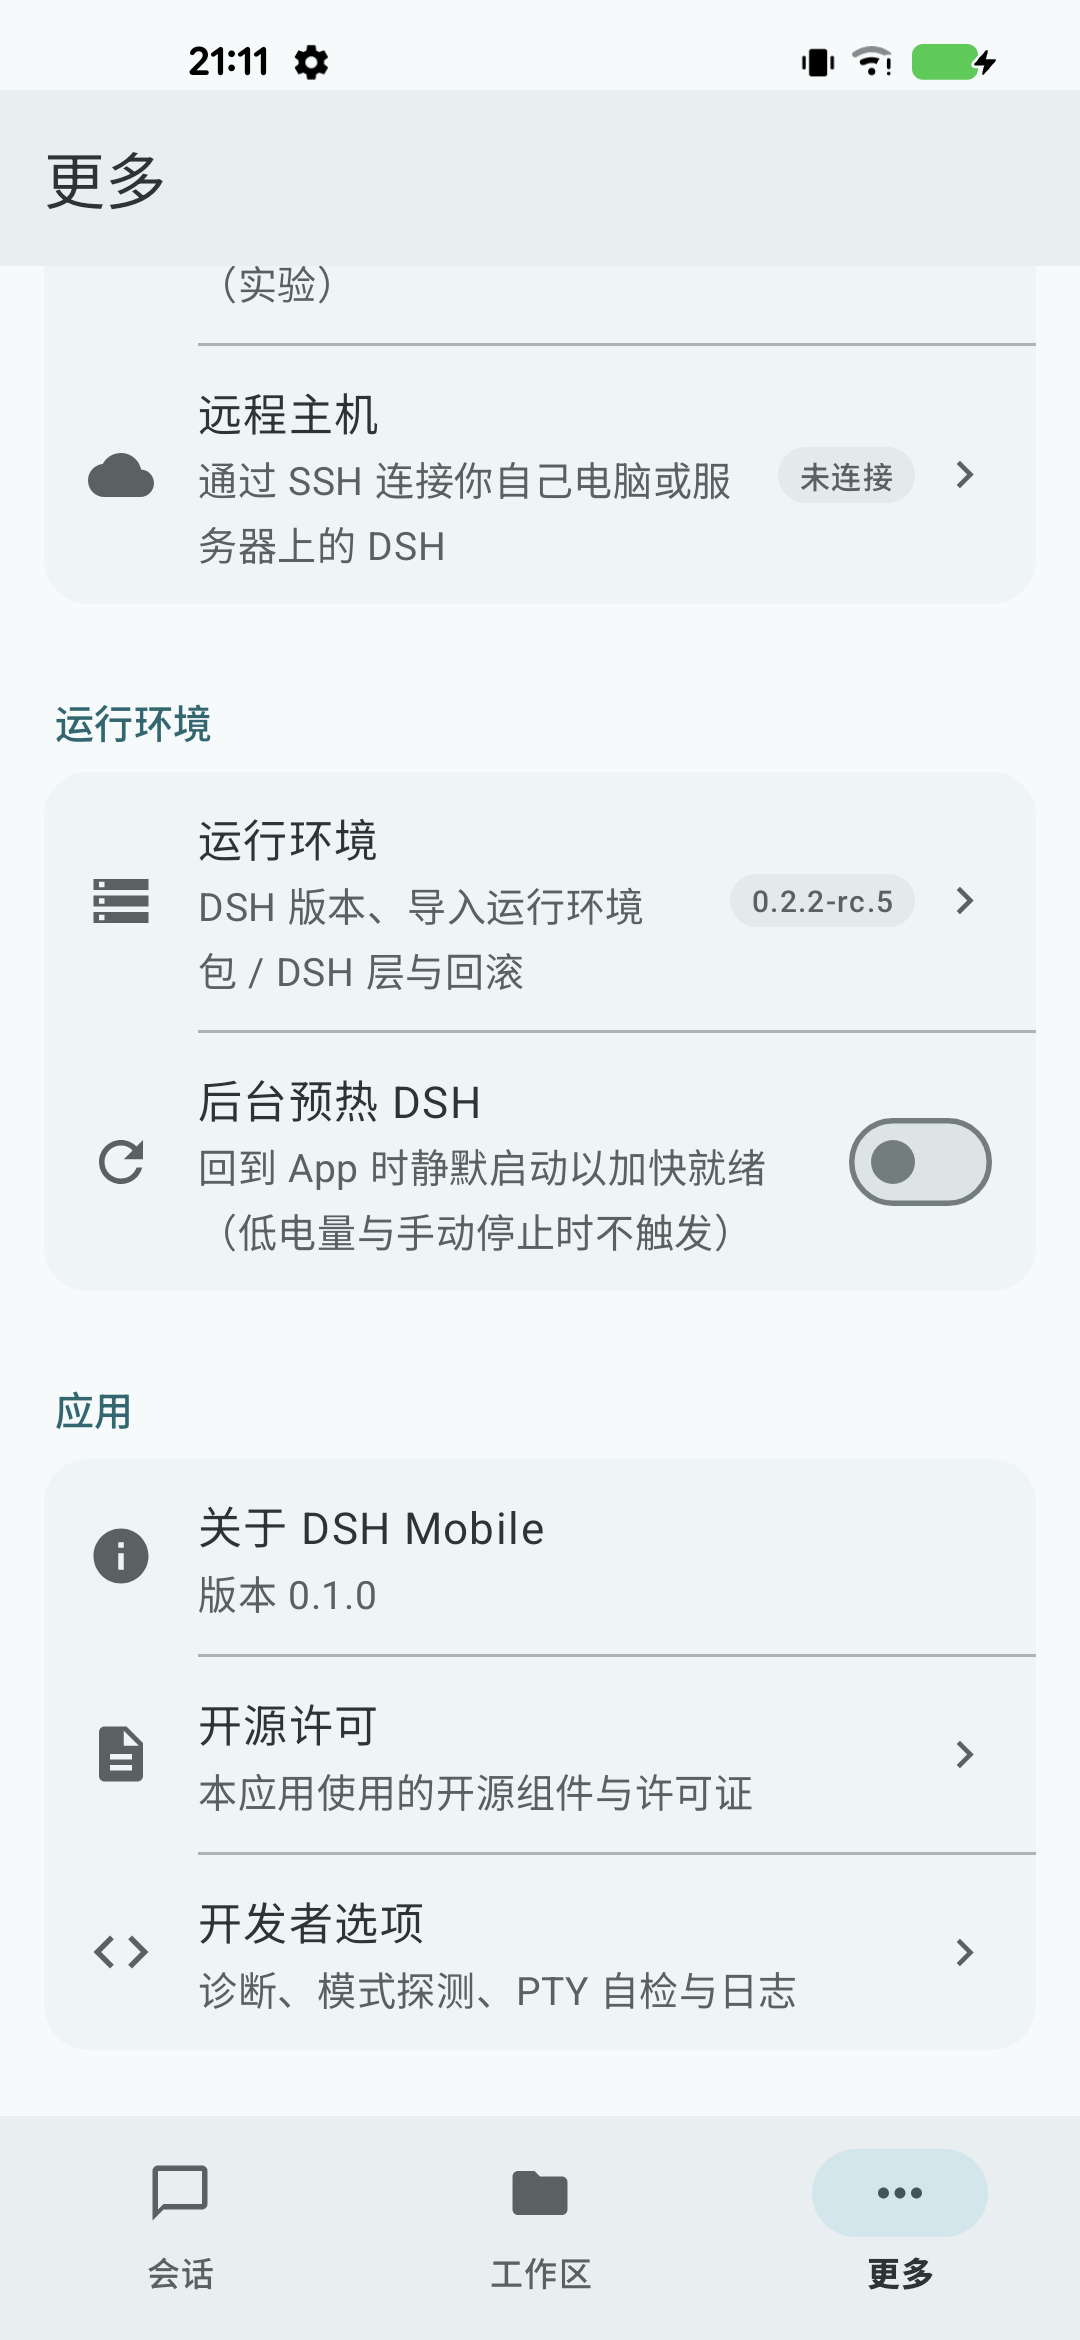 21:11
更多
（实验）
远程主机
通过 SSH 连接你自己电脑或服
务器上的 DSH
未连接
运行环境
运行环境
DSH 版本、导入运行环境
包 / DSH 层与回滚
0.2.2-rc.5
后台预热 DSH
回到 App 时静默启动以加快就绪
（低电量与手动停止时不触发）
应用
关于 DSH Mobile
版本 0.1.0
开源许可
本应用使用的开源组件与许可证
开发者选项
诊断、模式探测、PTY 自检与日志
会话
工作区
更多